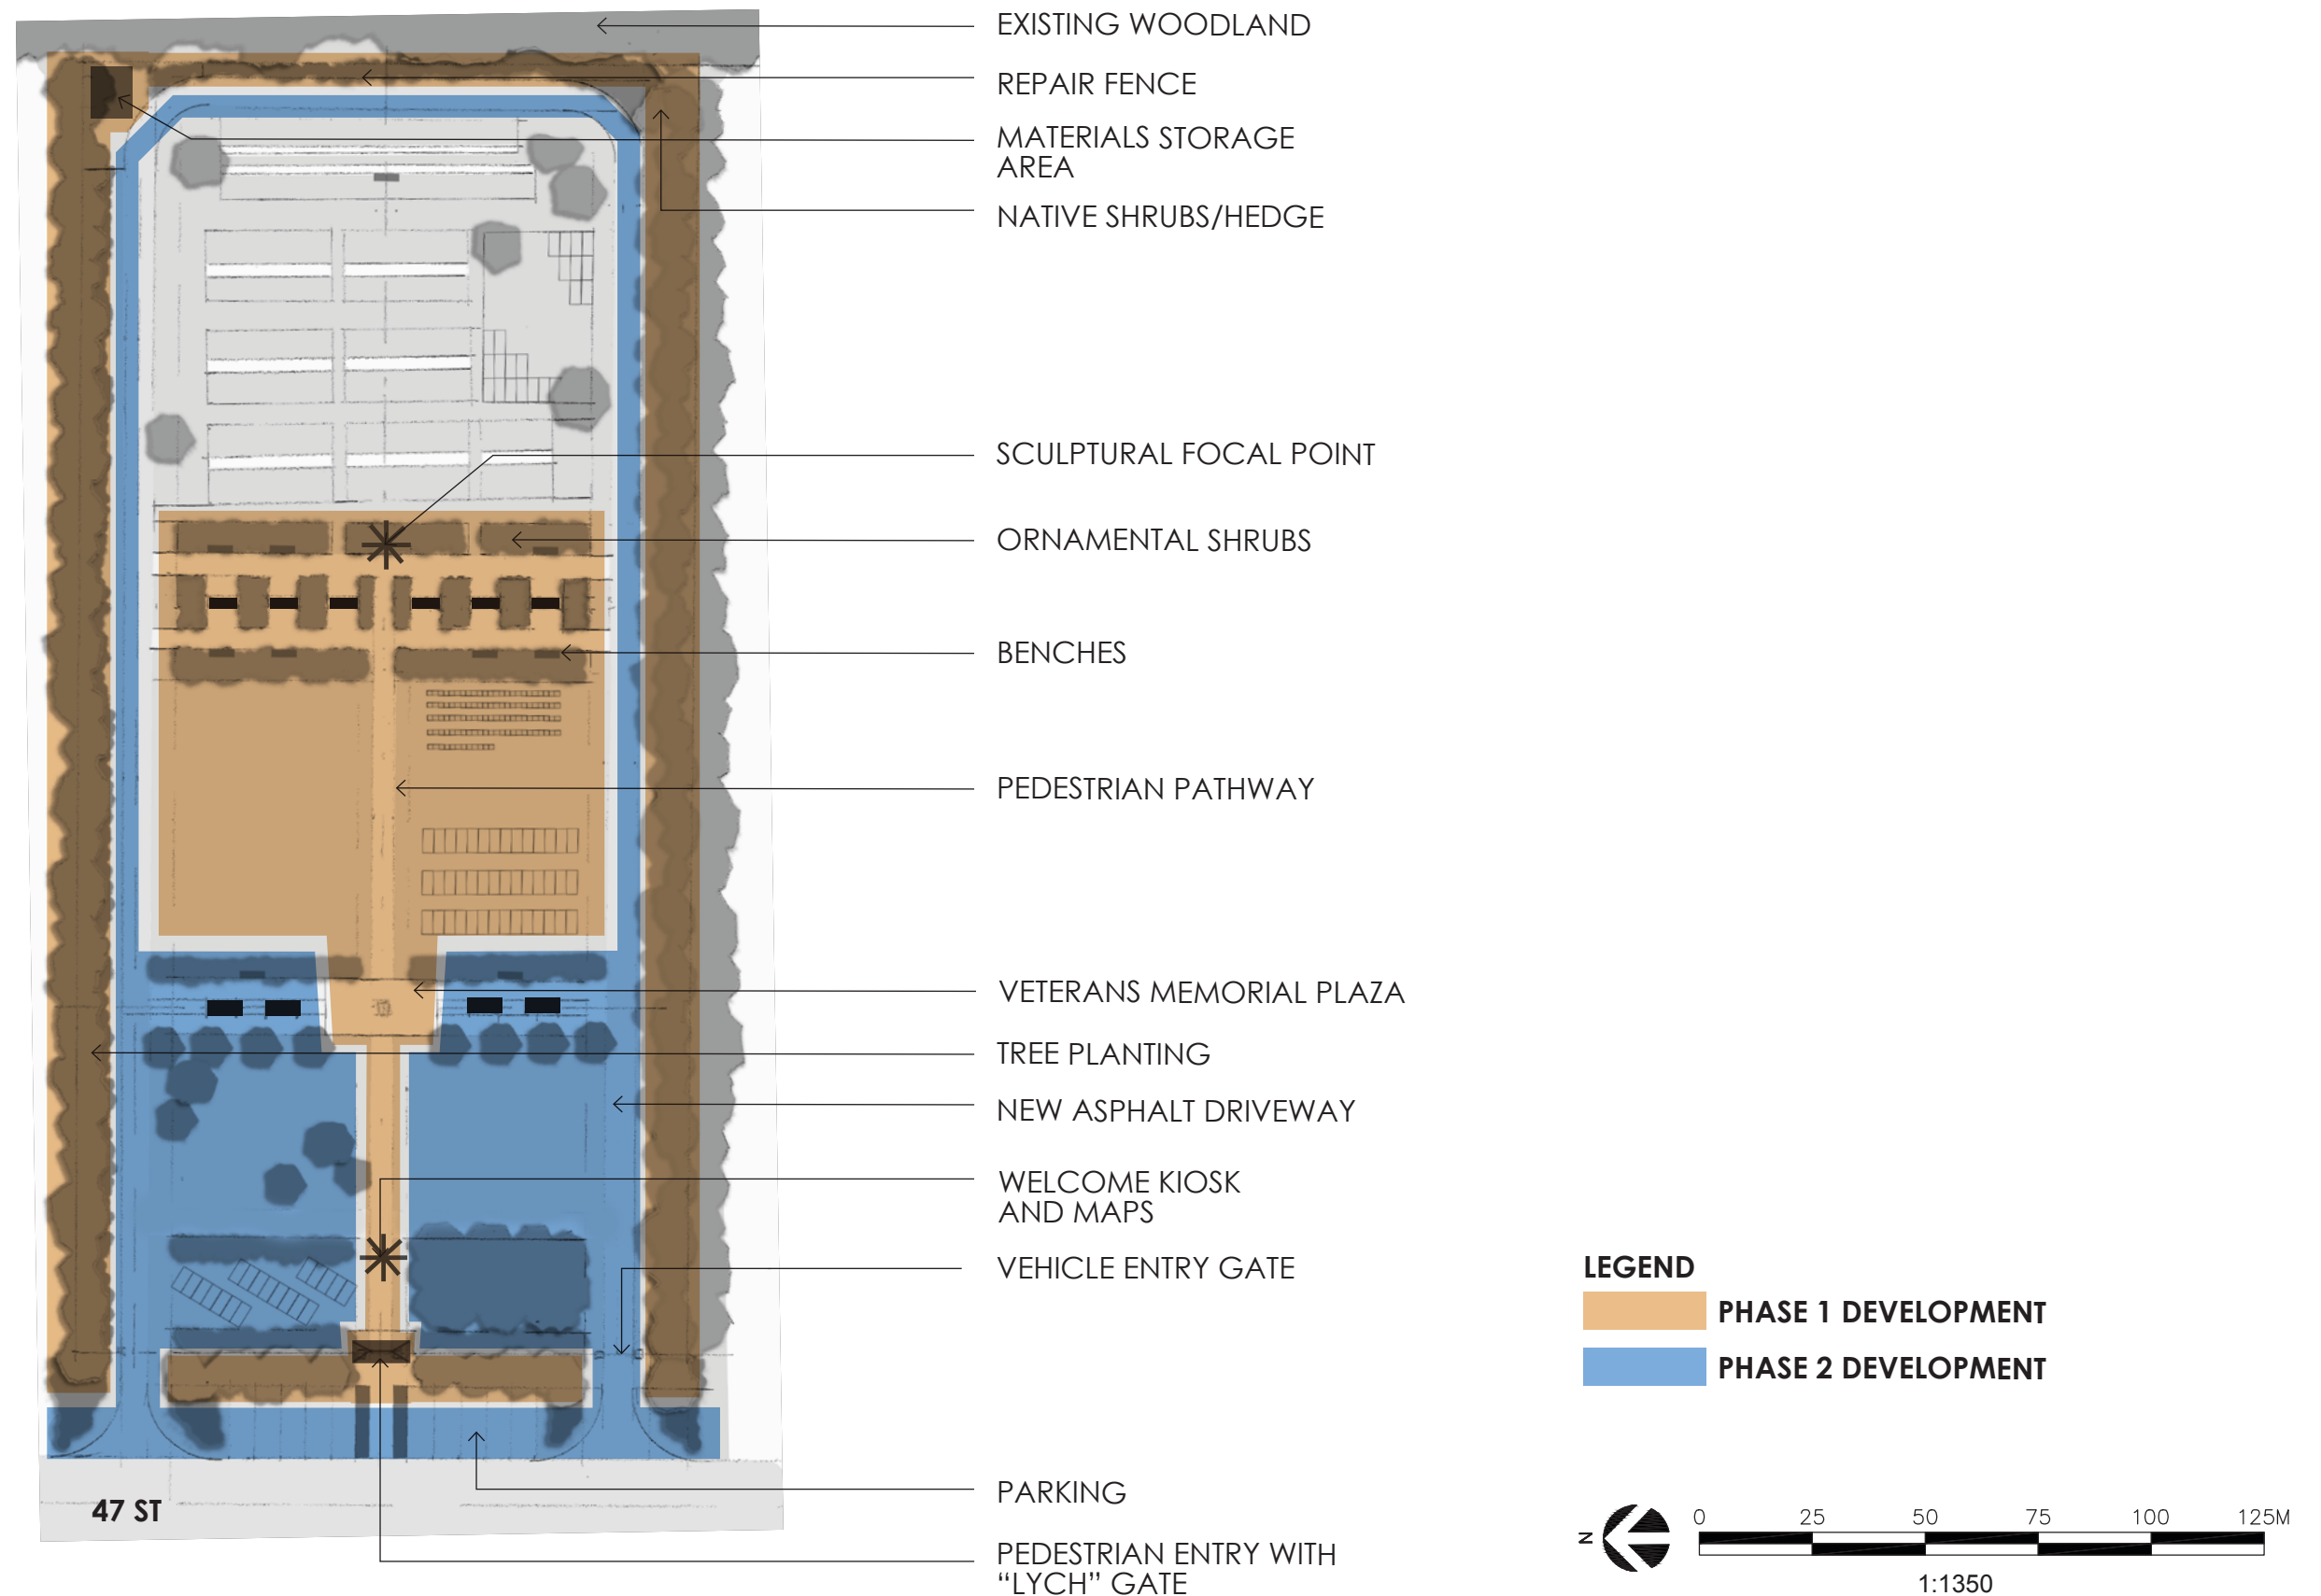 EXISTING WOODLAND
REPAIR FENCE
MATERIALS STORAGE
AREA
NATIVE SHRUBS/HEDGE
SCULPTURAL FOCAL POINT
ORNAMENTAL SHRUBS
BENCHES
PEDESTRIAN PATHWAY
VETERANS MEMORIAL PLAZA
TREE PLANTING
NEW ASPHALT DRIVEWAY
WELCOME KIOSK
AND MAPS
VEHICLE ENTRY GATE
PARKING
PEDESTRIAN ENTRY WITH
“LYCH” GATE
47 ST
LEGEND
PHASE 1 DEVELOPMENT
PHASE 2 DEVELOPMENT
N
0 25 50 75 100 125M
1:1350